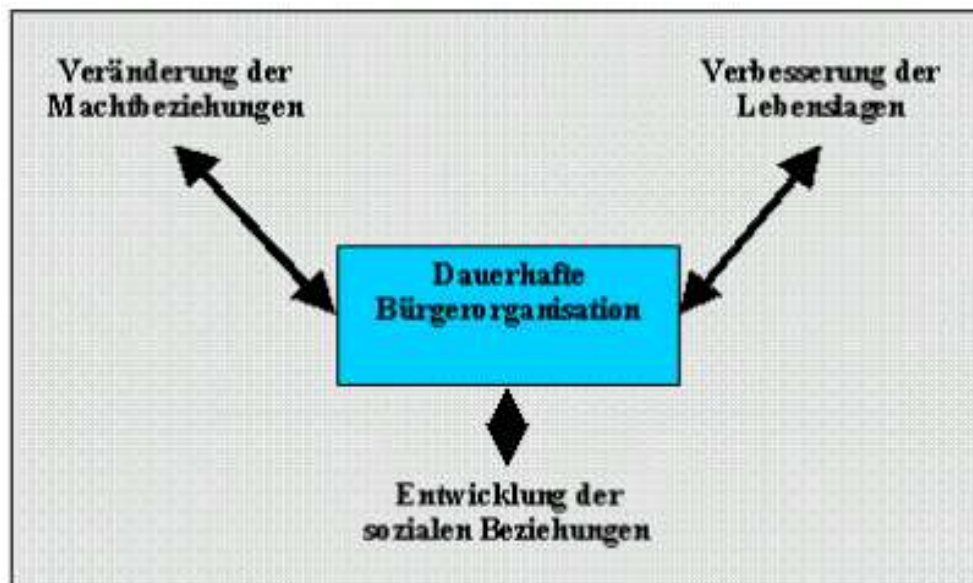 Veränderung der
Machtbeziehungen
Verbesserung der
Lebenslagen
Dauerhafte
Bürgerorganisation
Entwicklung der
sozialen Beziehungen